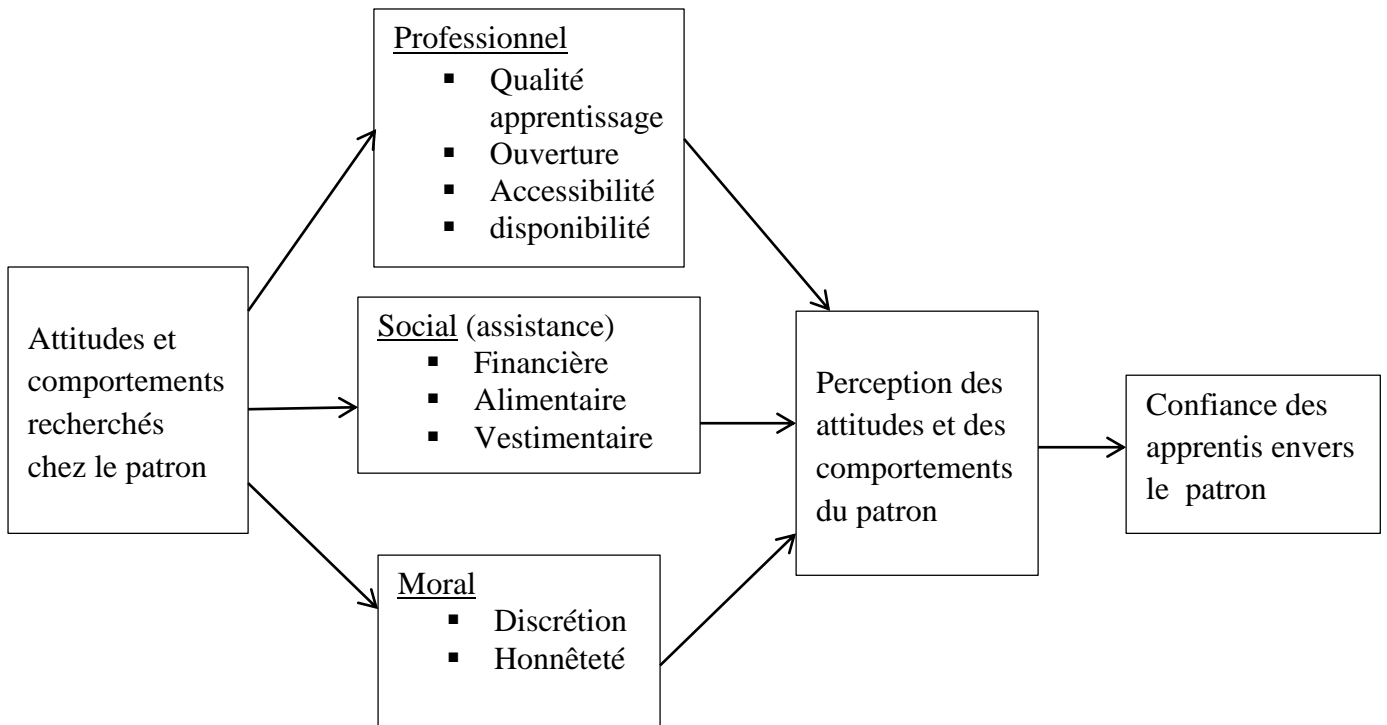 Attitudes et
comportements
recherchés
chez le patron
Professionnel
▪ Qualité
apprentissage
▪ Ouverture
▪ Accessibilité
▪ disponibilité
Social (assistance)
▪ Financière
▪ Alimentaire
▪ Vestimentaire
Moral
▪ Discrétion
▪ Honnêteté
Perception des
attitudes et des
comportements
du patron
Confiance des
apprentis envers
le patron